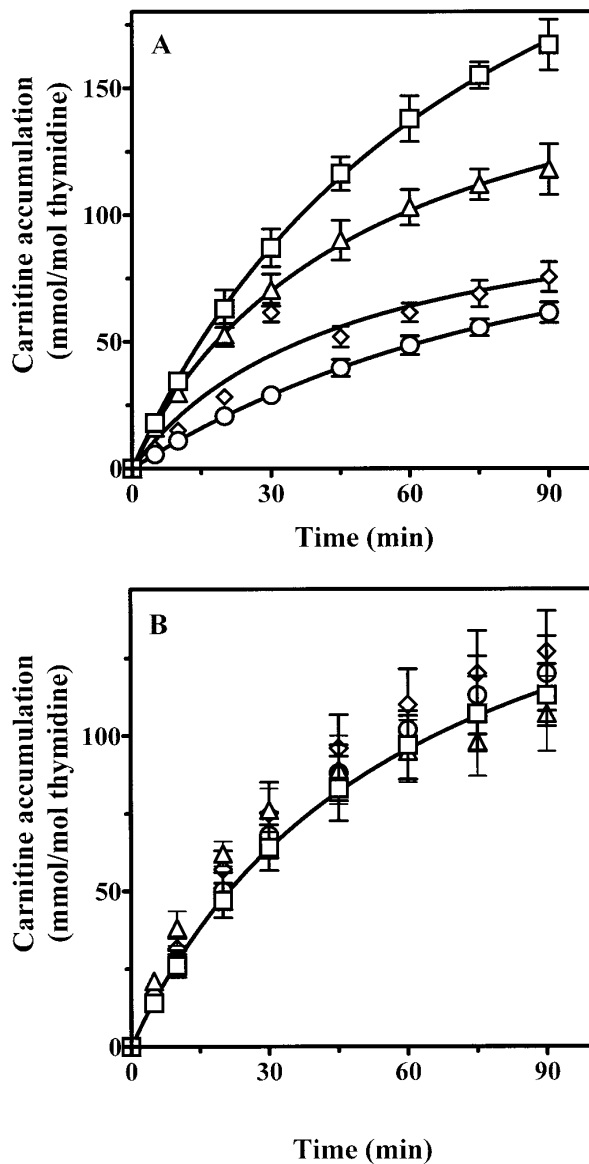 A
Carnitine accumulation
(mmol/mol thymidine)
150
100
50
0
0 30 60 90
Time (min)
B
Carnitine accumulation
(mmol/mol thymidine)
100
50
0
0 30 60 90
Time (min)